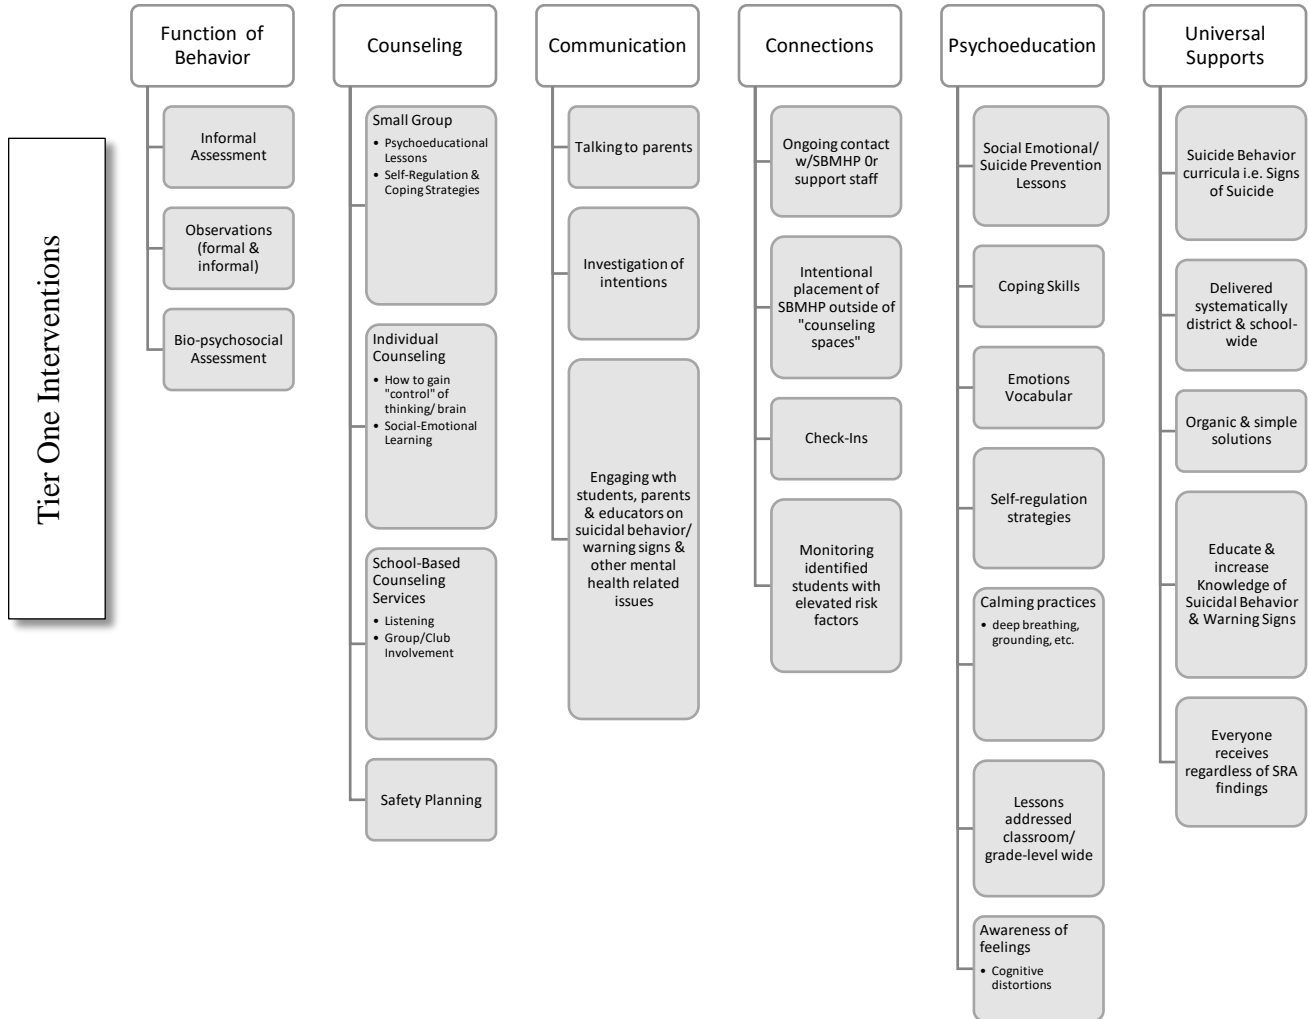 Tier One Interventions
Function of
Behavior
Informal
Assessment
Observations
(formal &
informal)
Bio-psychosocial
Assessment
Counseling
Small Group
• Psychoeducational
Lessons
• Self-Regulation &
Coping Strategies
Individual
Counseling
• How to gain
"control" of
thinking/ brain
• Social-Emotional
Learning
School-Based
Counseling
Services
• Listening
• Group/Club
Involvement
Safety Planning
Communication
Talking to parents
Investigation of
intentions
Engaging wth
students, parents
& educators on
suicidal behavior/
warning signs &
other mental
health related
issues
Connections
Ongoing contact
w/SBMHP 0r
support staff
Intentional
placement of
SBMHP outside of
"counseling
spaces"
Check-Ins
Monitoring
identified
students with
elevated risk
factors
Psychoeducation
Social Emotional/
Suicide Prevention
Lessons
Coping Skills
Emotions
Vocabular
Self-regulation
strategies
Calming practices
• deep breathing,
grounding, etc.
Lessons
addressed
classroom/
grade-level wide
Awareness of
feelings
• Cognitive
distortions
Universal
Supports
Suicide Behavior
curricula i.e. Signs
of Suicide
Delivered
systematically
district & school-
wide
Organic & simple
solutions
Educate &
increase
Knowledge of
Suicidal Behavior
& Warning Signs
Everyone
receives
regardless of SRA
findings